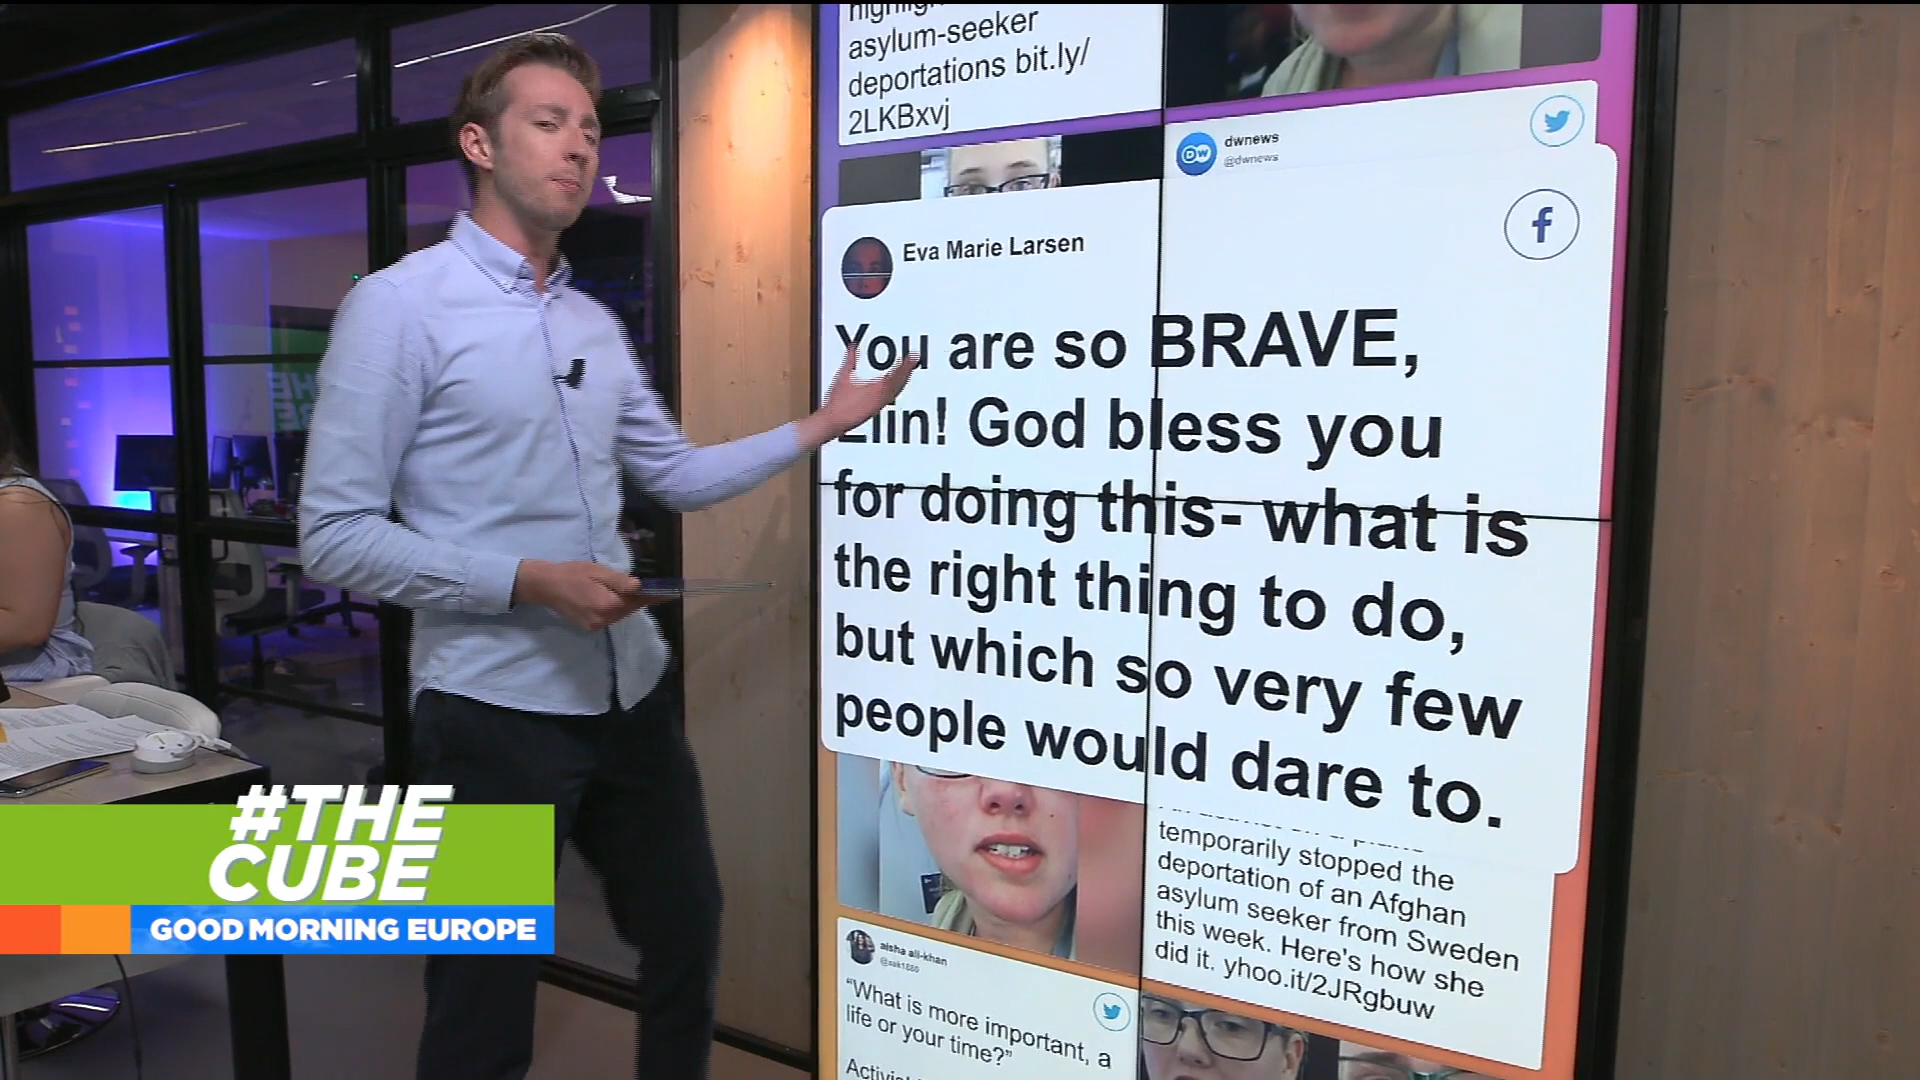 asylum-seeker
deportations bit.ly/
2LKBxvj
dwnews
@dwnews
DW
f
Eva Marie Larsen
You are so BRAVE,
Elin! God bless you
for doing this- what is
the right thing to do,
but which so very few
people would dare to.
temporarily stopped the
deportation of an Afghan
asylum seeker from Sweden
this week. Here's how she
did it. yhoo.it/2JRgbuw
aisha ali-khan
“What is more important, a
life or your time?”
#THE
CUBE
GOOD MORNING EUROPE